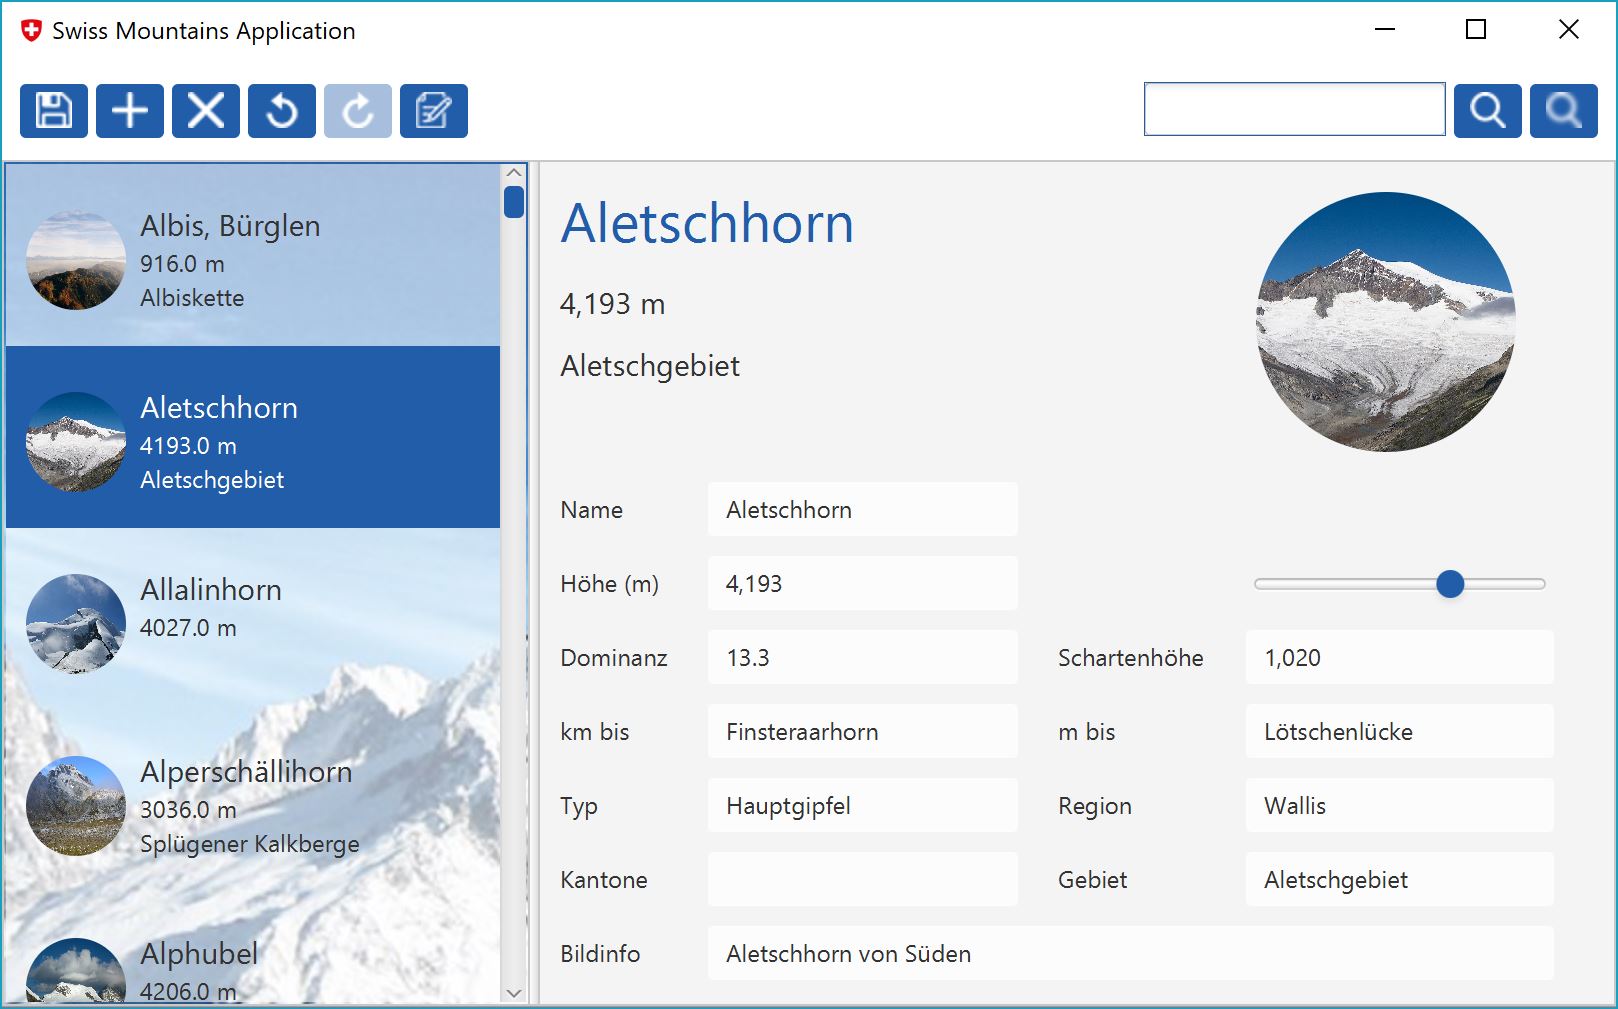 Swiss Mountains Application
Albis, Bürglen
916.0 m
Albiskette
Aletschhorn
4193.0 m
Aletschgebiet
Allalinhorn
4027.0 m
Alperschällihorn
3036.0 m
Splügener Kalkberge
Alphubel
4206.0 m
Aletschhorn
4,193 m
Aletschgebiet
Name Aletschhorn
Höhe (m) 4,193
Dominanz 13.3 Schartenhöhe 1,020
km bis Finsteraarhorn m bis Lötschenlücke
Typ Hauptgipfel Region Wallis
Kantone Gebiet Aletschgebiet
Bildinfo Aletschhorn von Süden